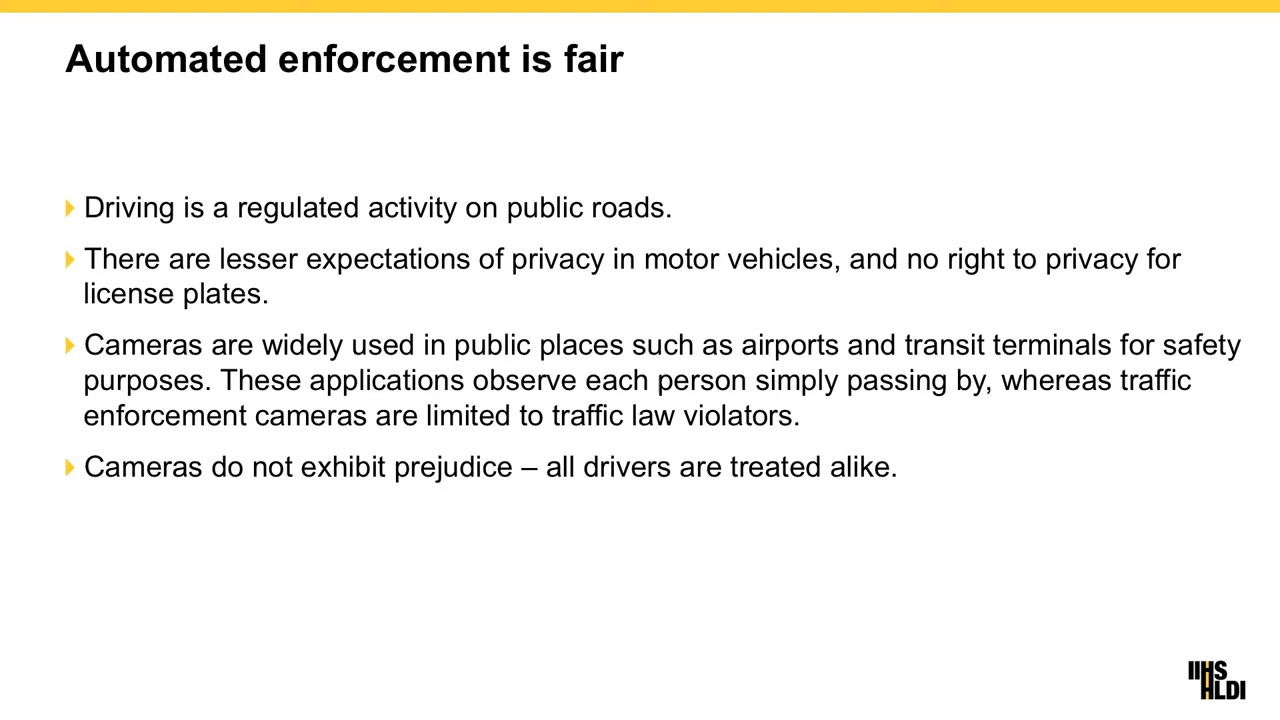 Automated enforcement is fair
Driving is a regulated activity on public roads.
There are lesser expectations of privacy in motor vehicles, and no right to privacy for
license plates.
Cameras are widely used in public places such as airports and transit terminals for safety
purposes. These applications observe each person simply passing by, whereas traffic
enforcement cameras are limited to traffic law violators.
Cameras do not exhibit prejudice – all drivers are treated alike.
IIHS
HLDI